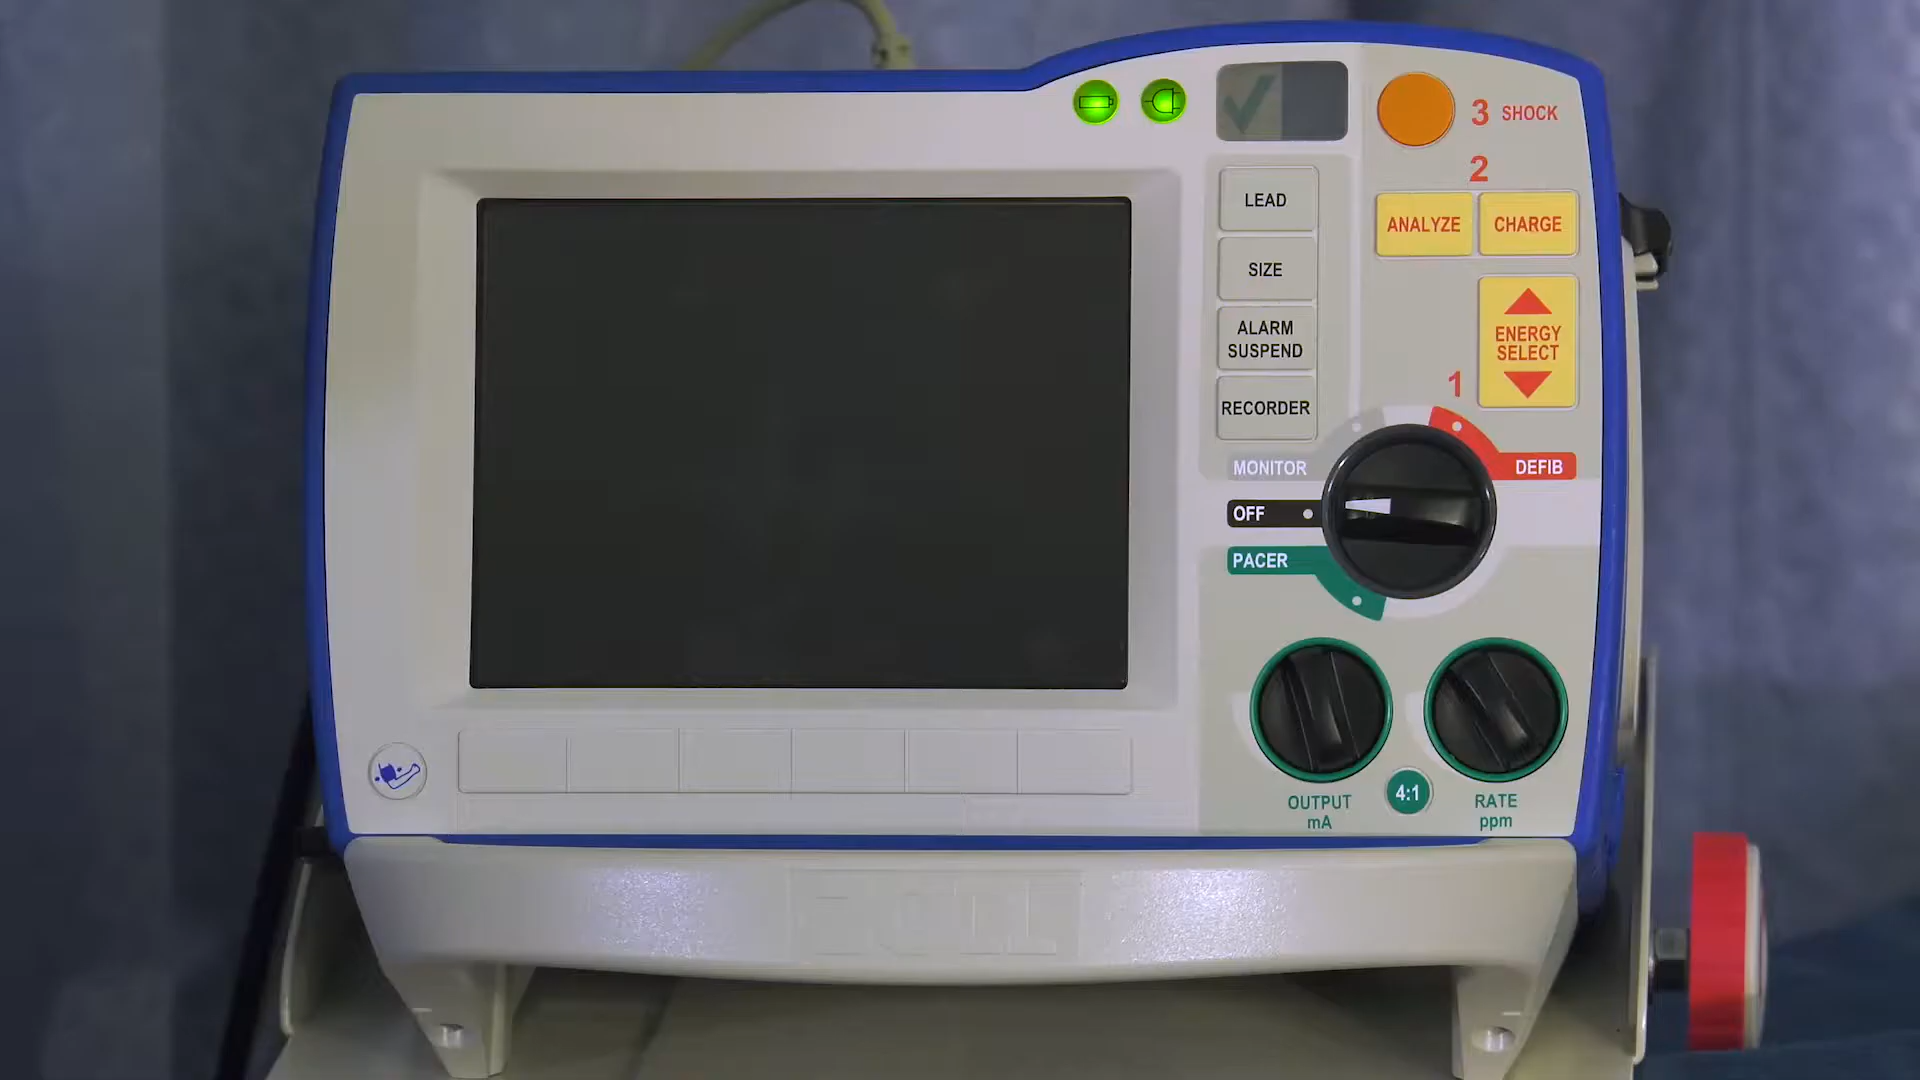 3 SHOCK
2
ANALYZE CHARGE
LEAD
SIZE
ALARM
SUSPEND
RECORDER
ENERGY
SELECT
1
MONITOR
DEFIB
OFF
PACER
OUTPUT
mA
4:1
RATE
ppm
ZOLL